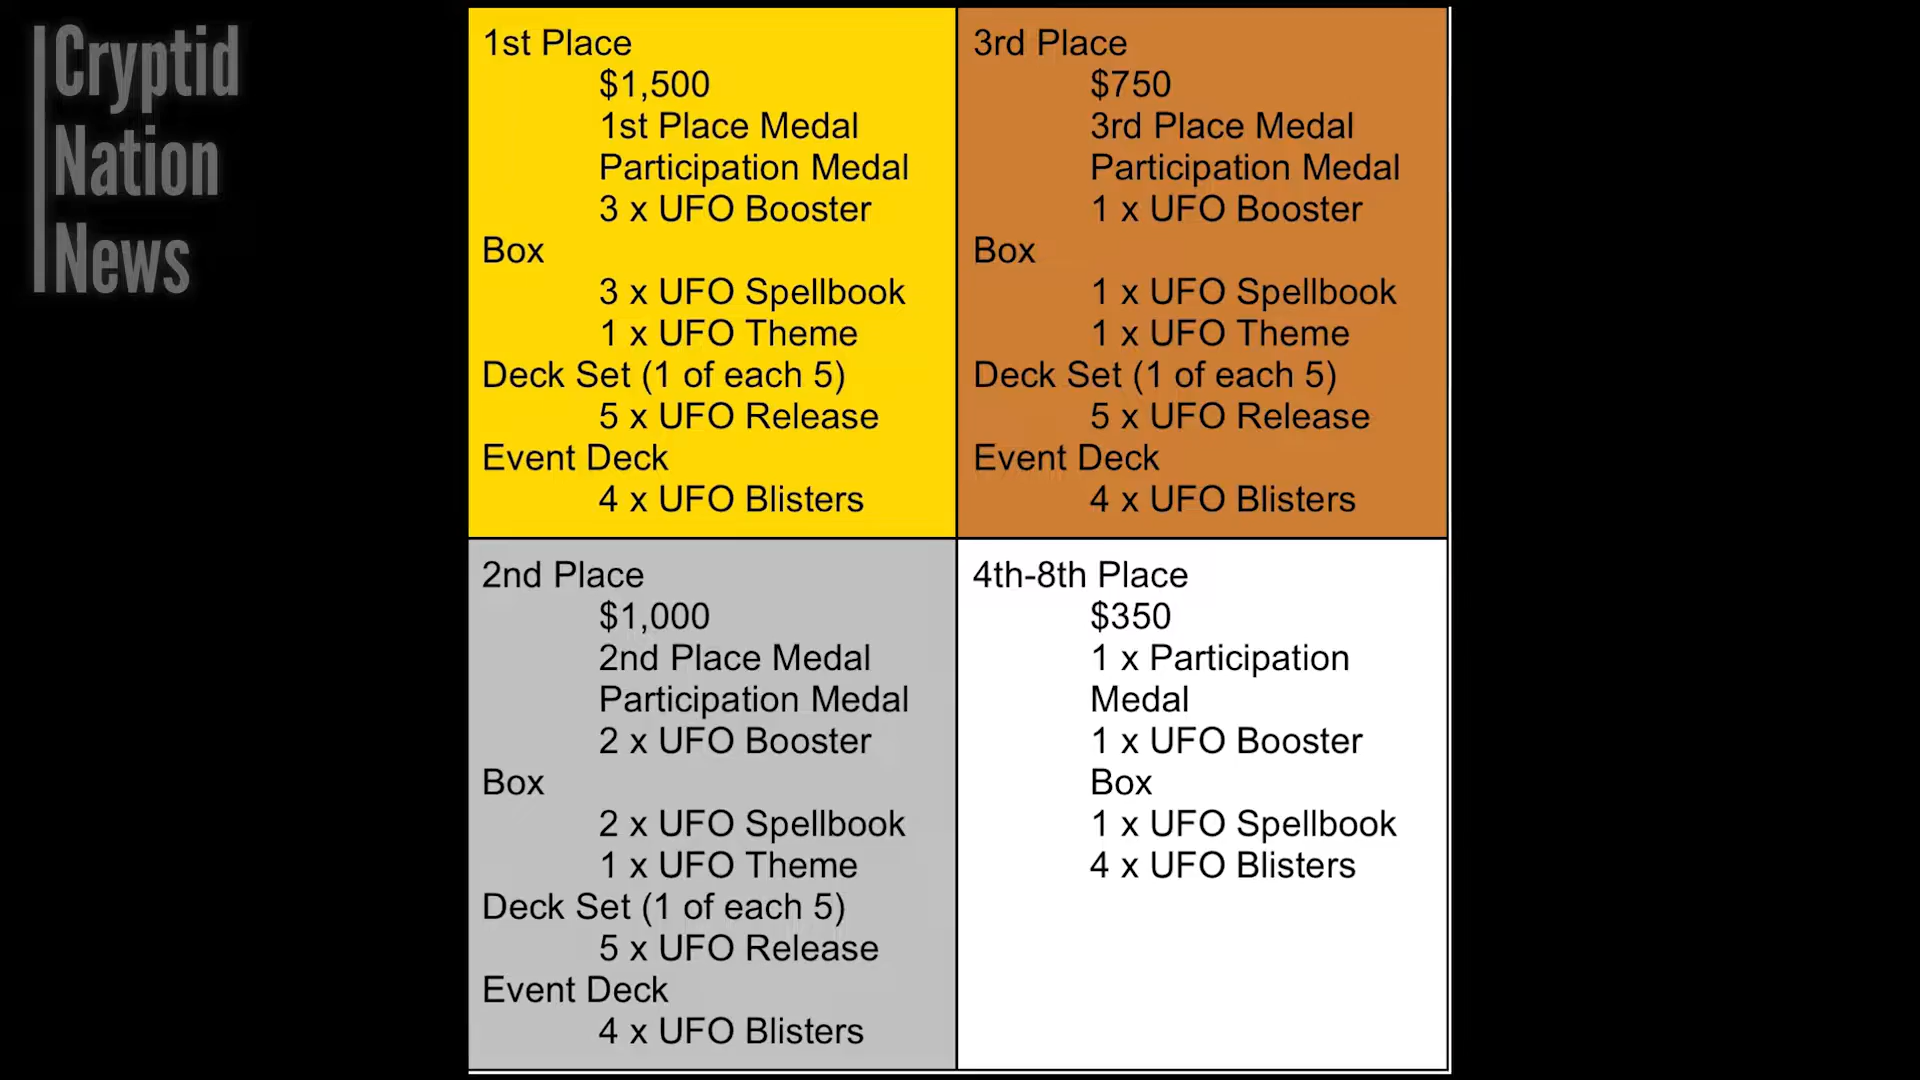 Cryptid
Nation
News
1st Place
$1,500
1st Place Medal
Participation Medal
3 x UFO Booster
Box
3 x UFO Spellbook
1 x UFO Theme
Deck Set (1 of each 5)
5 x UFO Release
Event Deck
4 x UFO Blisters
3rd Place
$750
3rd Place Medal
Participation Medal
1 x UFO Booster
Box
1 x UFO Spellbook
1 x UFO Theme
Deck Set (1 of each 5)
5 x UFO Release
Event Deck
4 x UFO Blisters
2nd Place
$1,000
2nd Place Medal
Participation Medal
2 x UFO Booster
Box
2 x UFO Spellbook
1 x UFO Theme
Deck Set (1 of each 5)
5 x UFO Release
Event Deck
4 x UFO Blisters
4th-8th Place
$350
1 x Participation
Medal
1 x UFO Booster
Box
1 x UFO Spellbook
4 x UFO Blisters